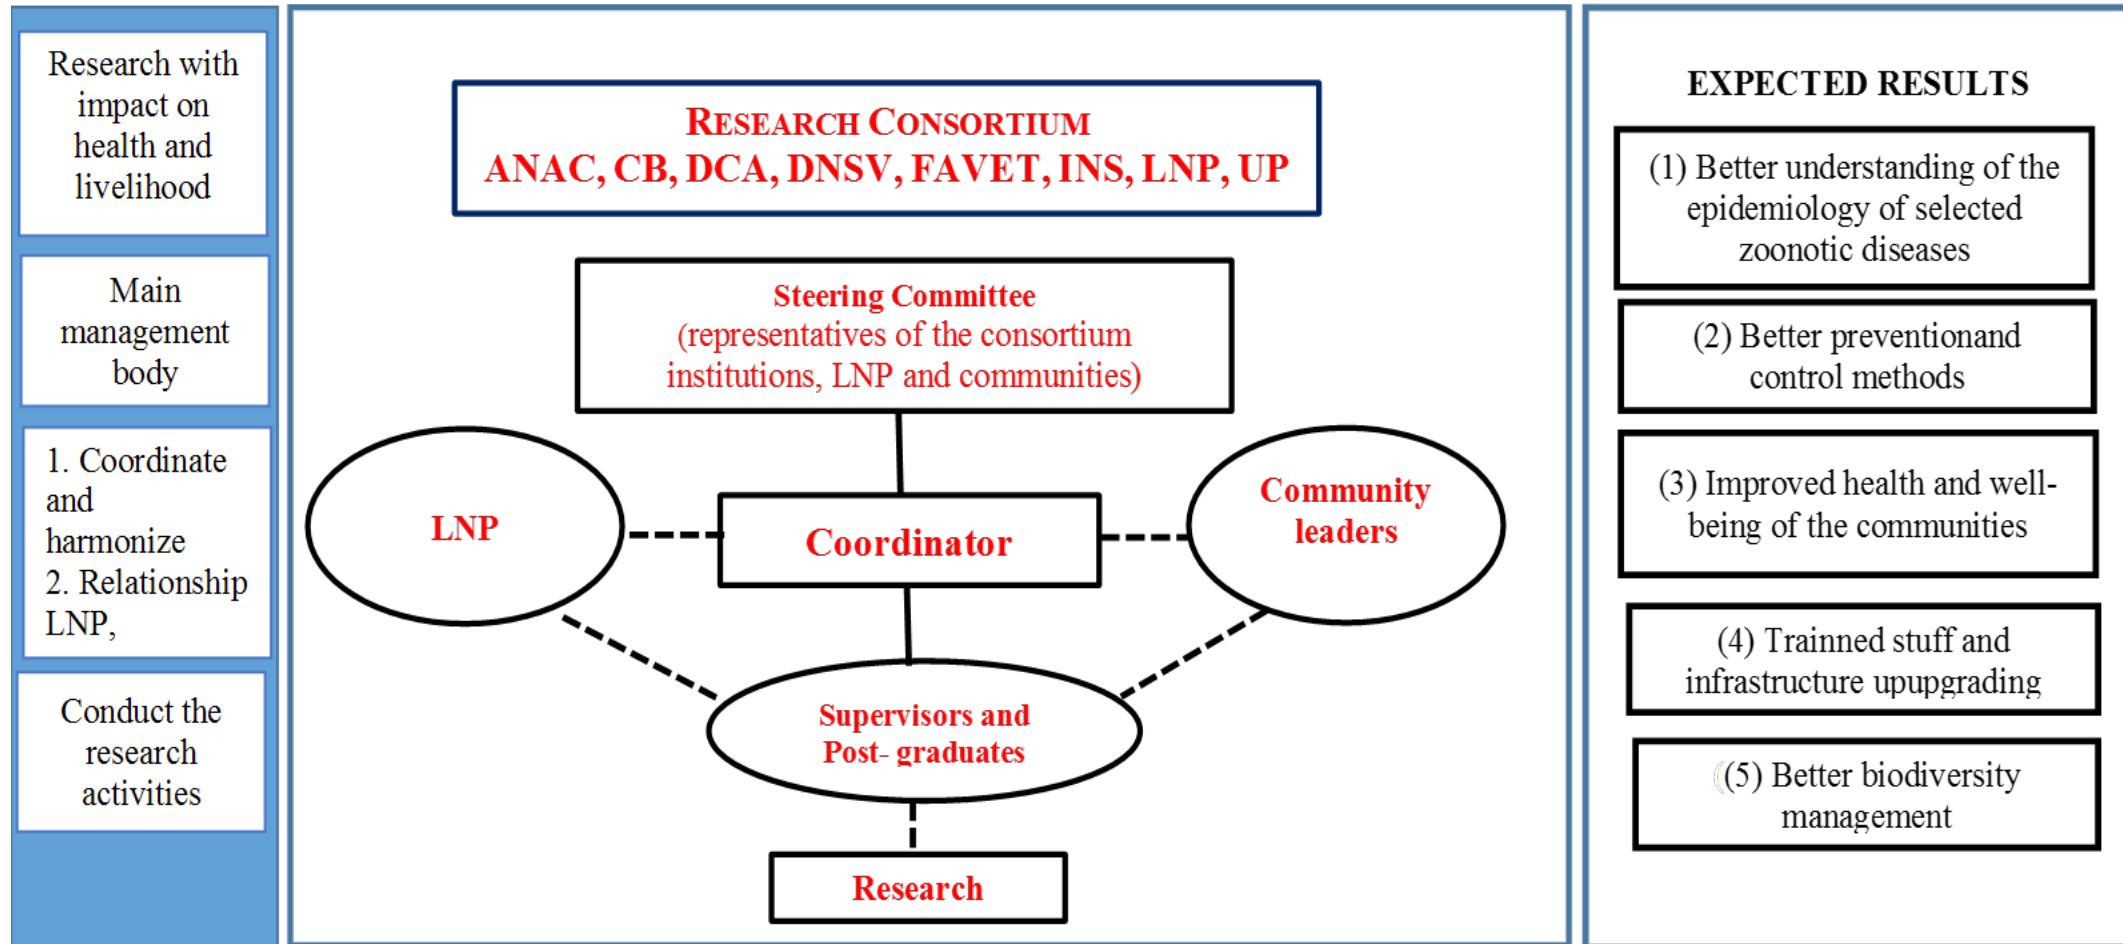 Research with
impact on
health and
livelihood
Main
management
body
1. Coordinate
and
harmonize
2. Relationship
LNP,
Conduct the
research
activities
RESEARCH CONSORTIUM
ANAC, CB, DCA, DNSV, FAVET, INS, LNP, UP
Steering Committee
(representatives of the consortium
institutions, LNP and communities)
LNP
Coordinator
Community
leaders
Supervisors and
Post- graduates
Research
EXPECTED RESULTS
(1) Better understanding of the
epidemiology of selected
zoonotic diseases
(2) Better preventionand
control methods
(3) Improved health and well-
being of the communities
(4) Trainned stuff and
infrastructure upupgrading
((5) Better biodiversity
management